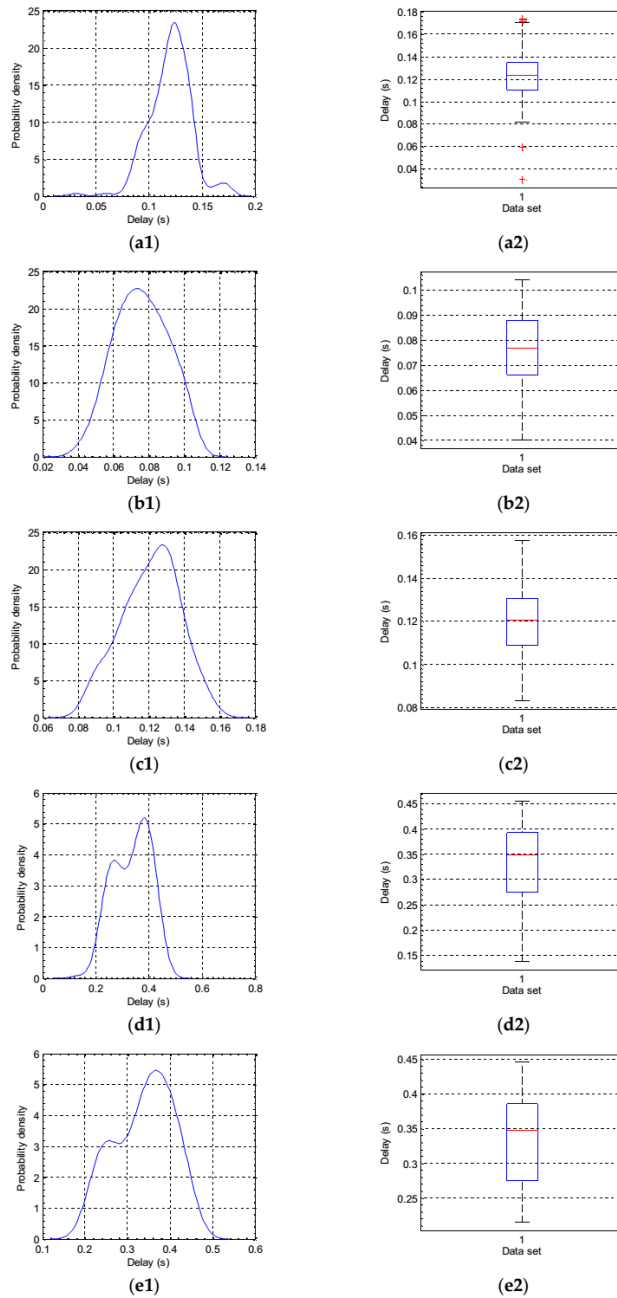 25
20
15
10
5
0
Probability density
0 0.05 0.1 0.15 0.2
Delay (s)
(a1)
0.18
0.16
0.14
0.12
0.1
0.08
0.06
0.04
Delay (s)
1
Data set
(a2)
25
20
15
10
5
0
Probability density
0.02 0.04 0.06 0.08 0.1 0.12 0.14
Delay (s)
(b1)
0.1
0.09
0.08
0.07
0.06
0.05
0.04
Delay (s)
1
Data set
(b2)
25
20
15
10
5
0
Probability density
0.06 0.08 0.1 0.12 0.14 0.16 0.18
Delay (s)
(c1)
0.16
0.14
0.12
0.1
0.08
Delay (s)
1
Data set
(c2)
6
5
4
3
2
1
0
Probability density
0 0.2 0.4 0.6 0.8
Delay (s)
(d1)
0.45
0.4
0.35
0.3
0.25
0.2
0.15
Delay (s)
1
Data set
(d2)
6
5
4
3
2
1
0
Probability density
0.1 0.2 0.3 0.4 0.5 0.6
Delay (s)
(e1)
0.45
0.4
0.35
0.3
0.25
Delay (s)
1
Data set
(e2)